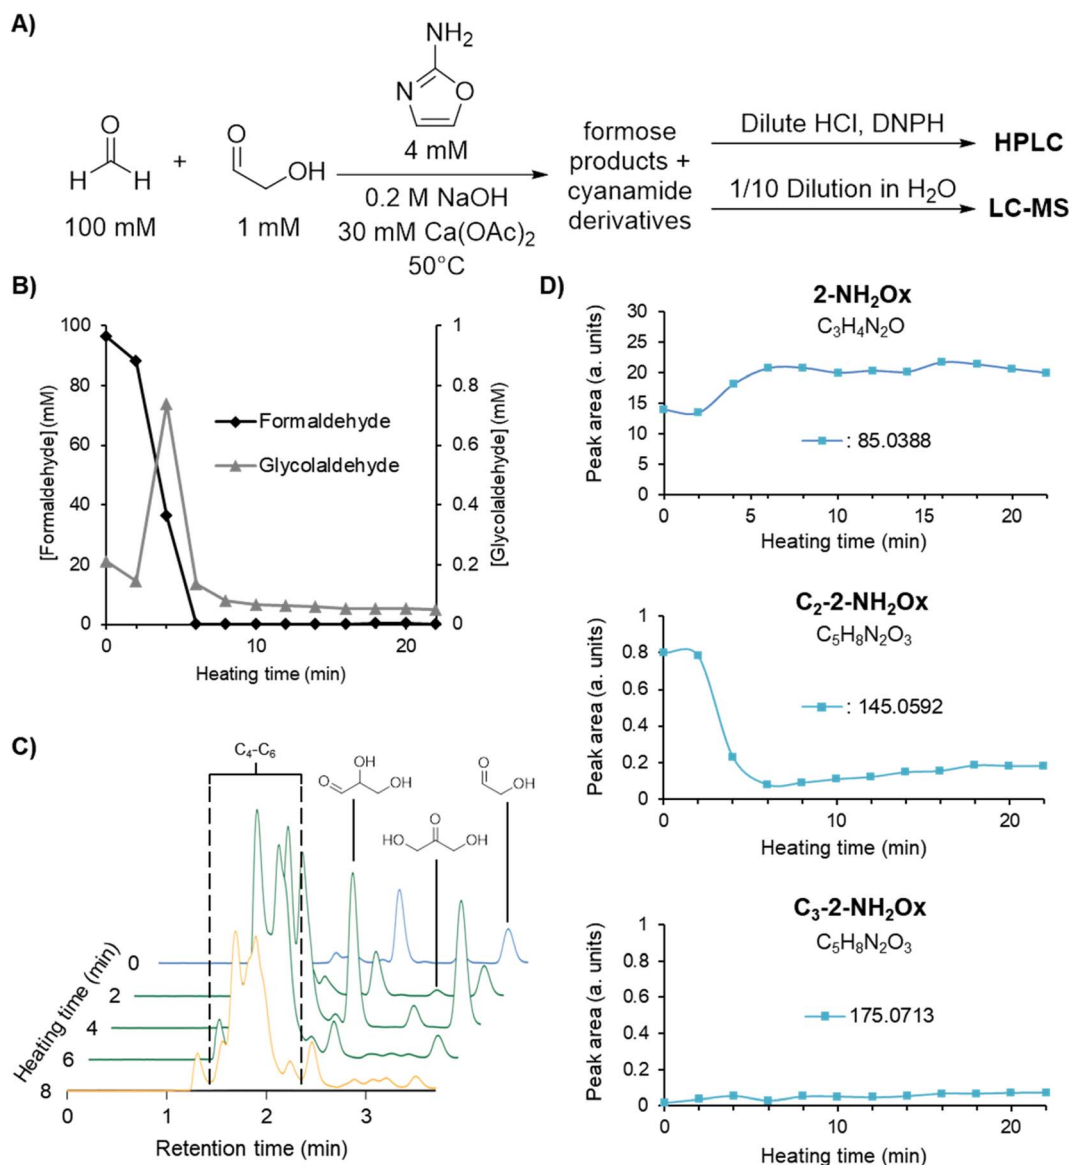 A)
NH₂
N
O
4 mM
O
H
H
+
O
OH
100 mM
1 mM
0.2 M NaOH
30 mM Ca(OAc)₂
50°C
formose
products +
cyanamide
derivatives
Dilute HCl, DNPH
HPLC
1/10 Dilution in H₂O
LC-MS
B)
100
80
60
40
20
0
[Formaldehyde] (mM)
1
0.8
0.6
0.4
0.2
0
[Glycolaldehyde] (mM)
Formaldehyde
Glycolaldehyde
0
10
20
Heating time (min)
C)
C₄-C₆
O
OH
OH
HO
O
OH
O
OH
Heating time (min)
0
2
4
6
8
0
1
2
3
Retention time (min)
D)
2-NH₂Ox
C₃H₄N₂O
Peak area (a. units)
30
25
20
15
10
5
0
: 85.0388
0
5
10
15
20
Heating time (min)
C₂-2-NH₂Ox
C₅H₈N₂O₃
Peak area (a. units)
1
0.8
0.6
0.4
0.2
0
: 145.0592
0
10
20
Heating time (min)
C₃-2-NH₂Ox
C₅H₈N₂O₃
Peak area (a. units)
1
0.8
0.6
0.4
0.2
0
175.0713
0
10
20
Heating time (min)